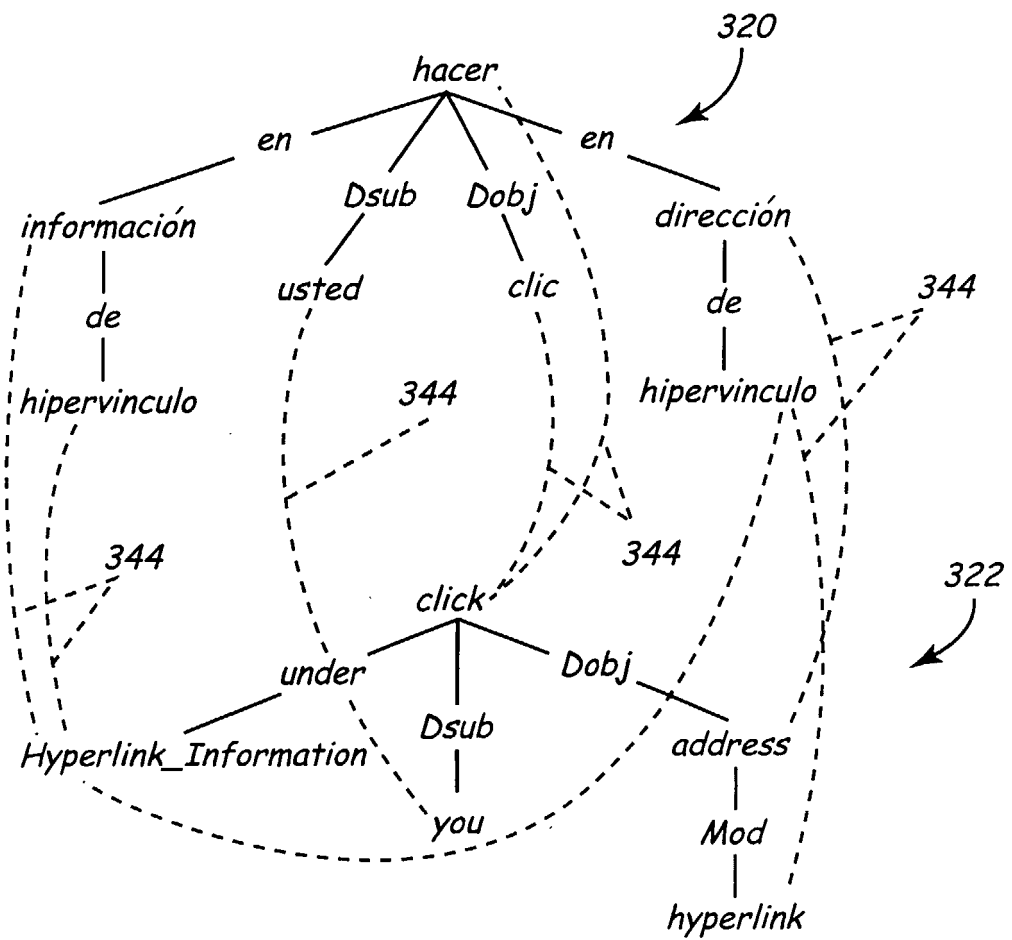 320
hacer
en
en
Dsub
Dobj
información
dirección
usted
clic
344
de
de
344
hipervinculo
hipervinculo
344
344
322
click
under
Dobj
Dsub
Hyperlink_Information
address
you
Mod
hyperlink